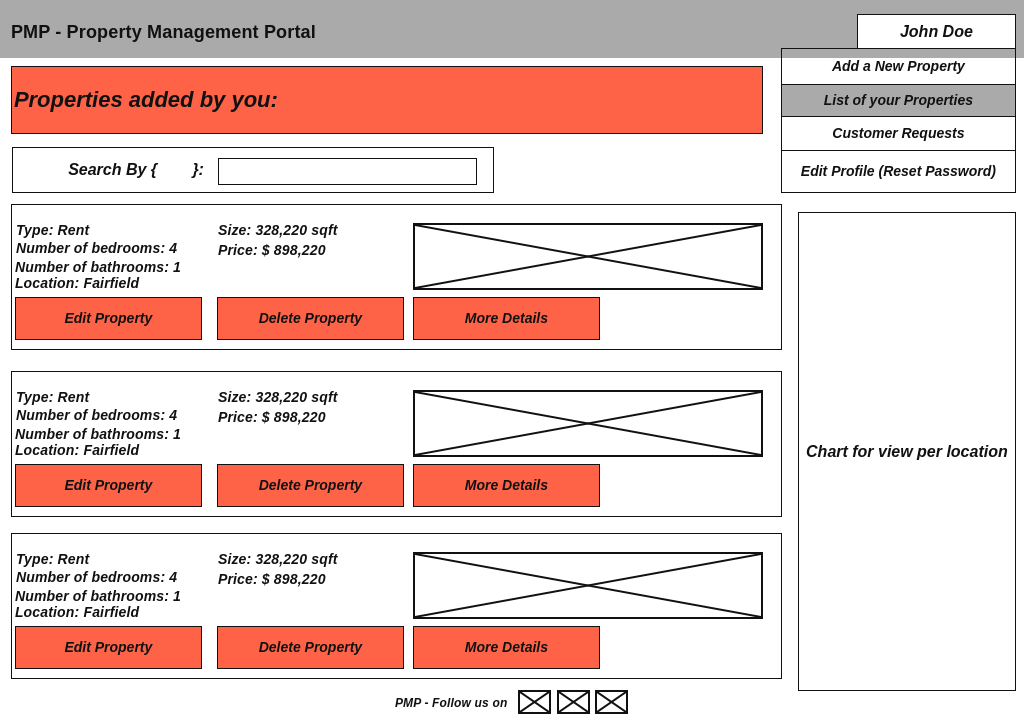 PMP - Property Management Portal
John Doe
Add a New Property
List of your Properties
Customer Requests
Edit Profile (Reset Password)
Properties added by you:
Search By {        }:
Type: Rent
Number of bedrooms: 4
Number of bathrooms: 1
Location: Fairfield
Size: 328,220 sqft
Price: $ 898,220
Edit Property
Delete Property
More Details
Type: Rent
Number of bedrooms: 4
Number of bathrooms: 1
Location: Fairfield
Size: 328,220 sqft
Price: $ 898,220
Edit Property
Delete Property
More Details
Type: Rent
Number of bedrooms: 4
Number of bathrooms: 1
Location: Fairfield
Size: 328,220 sqft
Price: $ 898,220
Edit Property
Delete Property
More Details
Chart for view per location
PMP - Follow us on